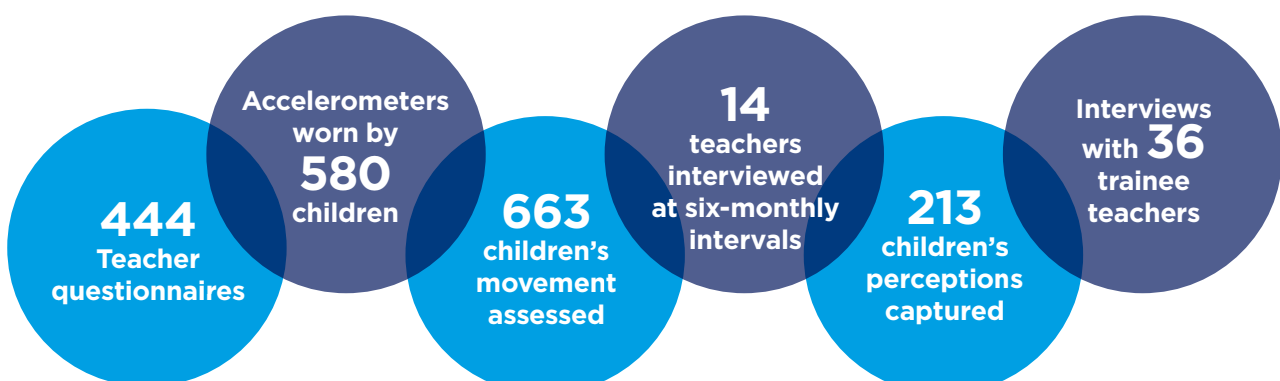 444
Teacher
questionnaires
Accelerometers
worn by
580
children
663
children's
movement
assessed
14
teachers
interviewed
at six-monthly
intervals
213
children's
perceptions
captured
Interviews
with 36
trainee
teachers